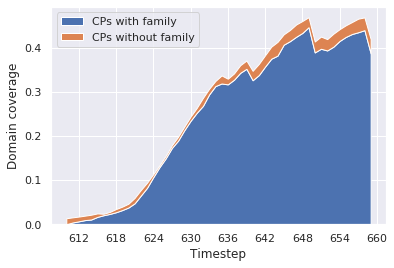 CPs with family
CPs without family
Domain coverage
0.4
0.3
0.2
0.1
0.0
612 618 624 630 636 642 648 654 660
Timestep